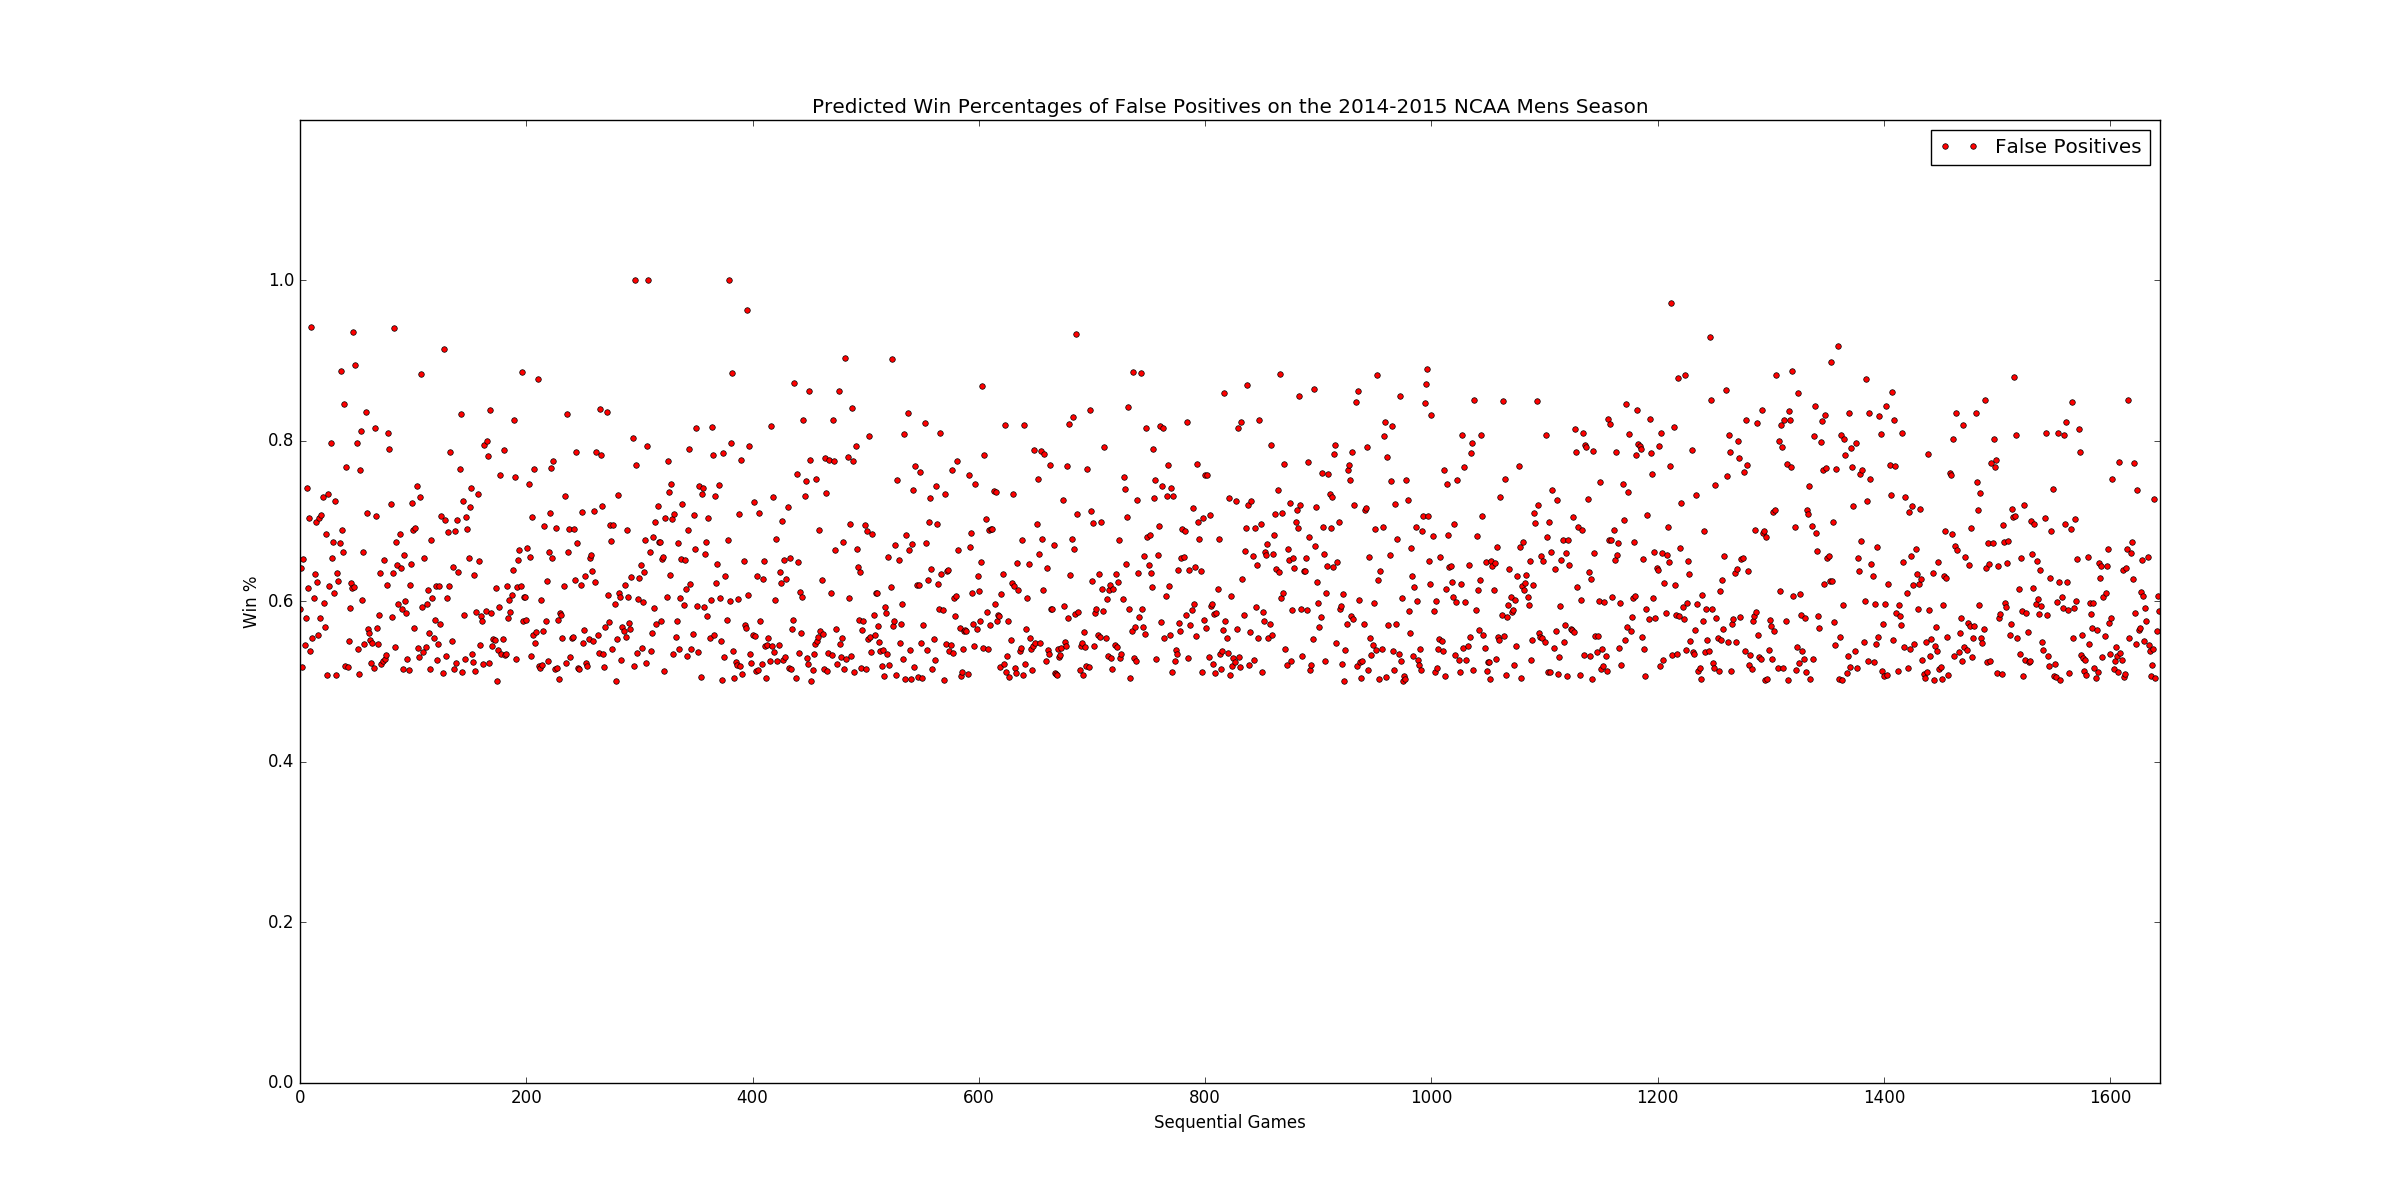 Predicted Win Percentages of False Positives on the 2014-2015 NCAA Mens Season
False Positives
1.0
0.8
0.6
0.4
0.2
0.0
Win %
0 200 400 600 800 1000 1200 1400 1600
Sequential Games